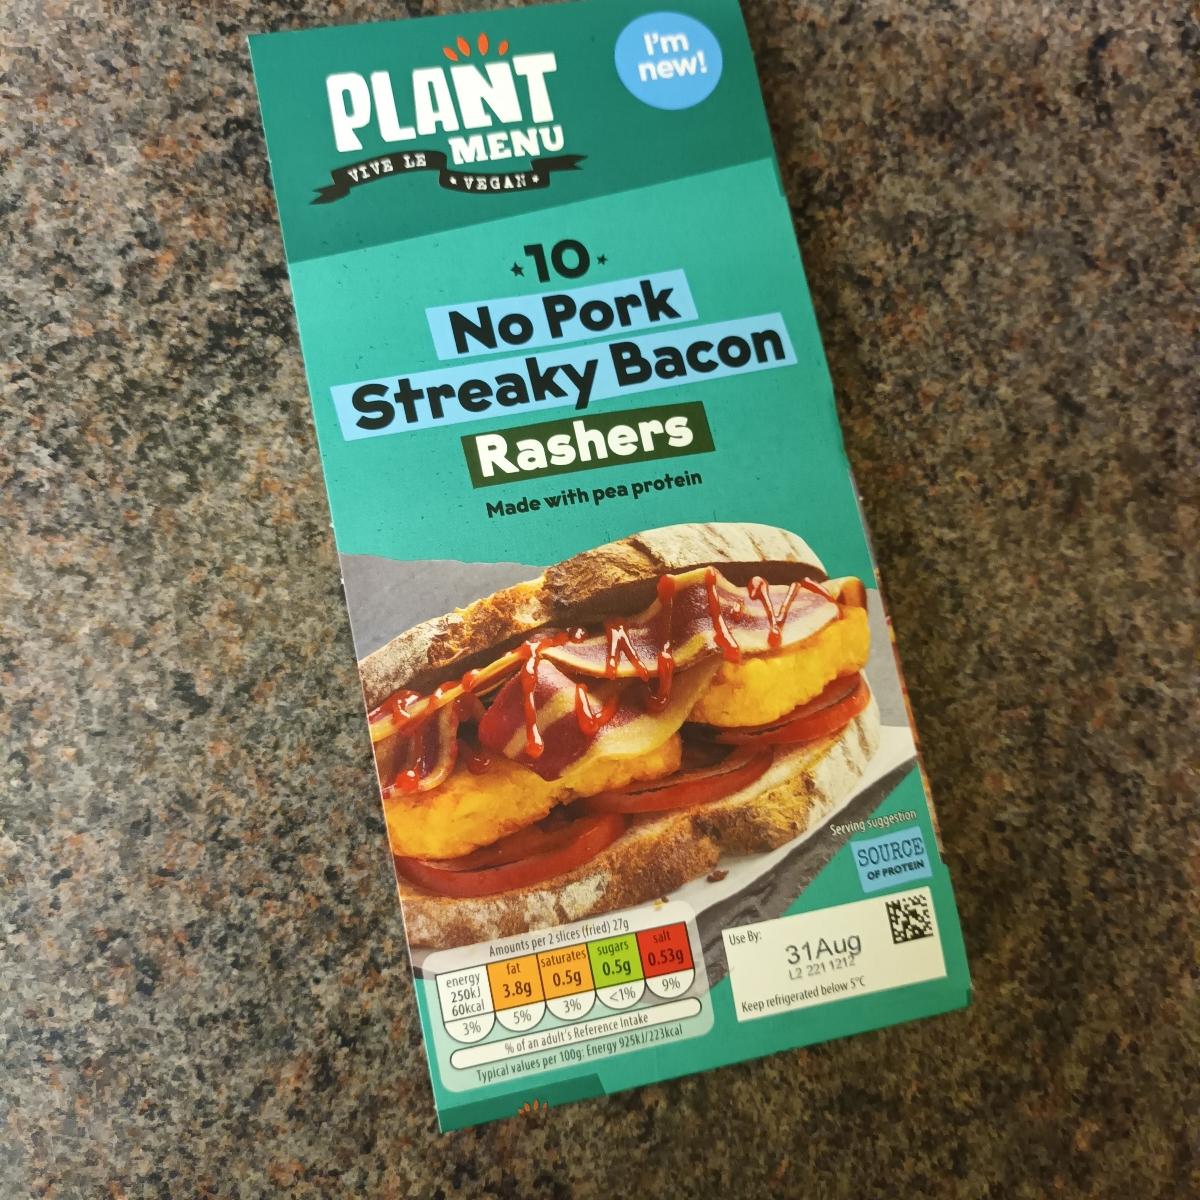 I'm
new!
PLANT
MENU
VIVE LE
VEGAN
10
No Pork
Streaky Bacon
Rashers
Made with pea protein
Serving suggestion
SOURCE
OF PROTEIN
Amounts per 2 slices (fried) 27g
energy
250kJ
60kcal
3%
fat
3.8g
5%
saturates
0.5g
3%
sugars
0.5g
<1%
salt
0.53g
9%
% of an adult's Reference Intake
Typical values per 100g: Energy 925kJ/223kcal
Use By:
31Aug
L2 221 1212
Keep refrigerated below 5°C